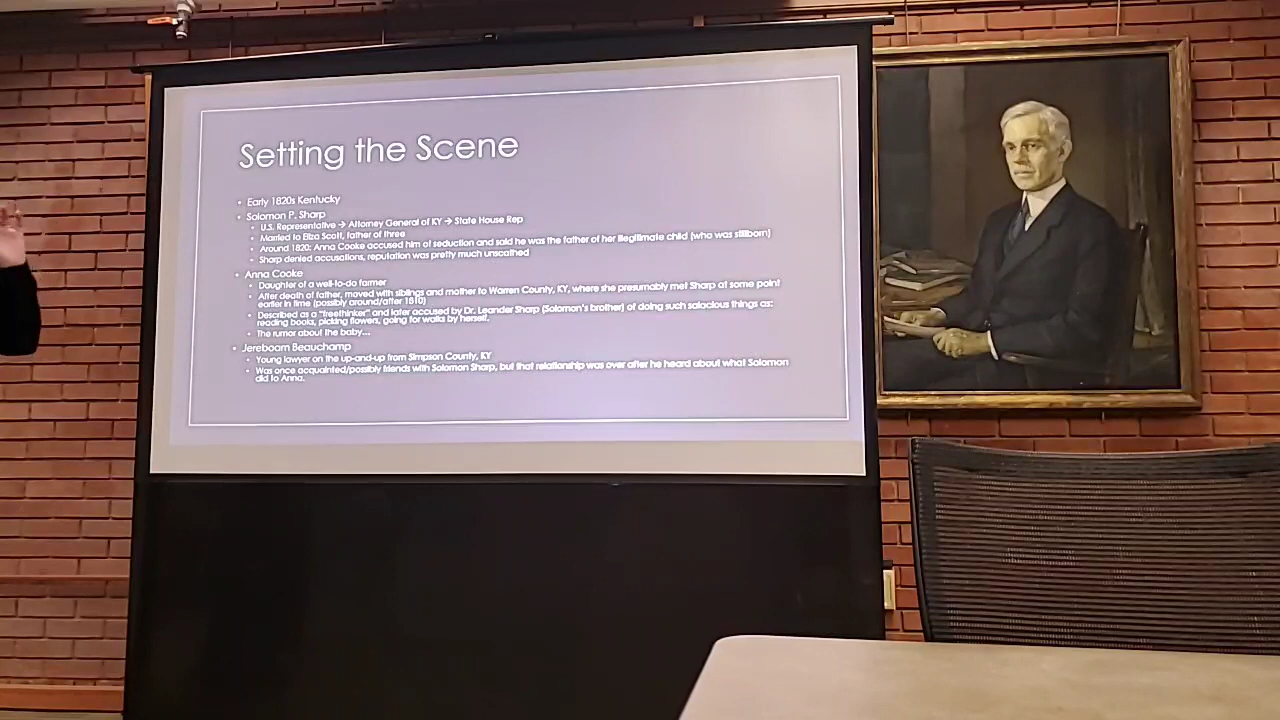 Setting the Scene
• Early 1820s Kentucky
• Solomon P. Sharp
• U.S. Representative → Attorney General of KY → State House Rep
• Married to Eliza Scott, father of three
• Around 1820: Anna Cooke accused him of seduction and said he was the father of her illegitimate child (who was stillborn)
• Sharp denied accusations, reputation was pretty much unscathed
• Anna Cooke
• Daughter of a well-to-do farmer
• After death of father, moved with siblings and mother to Warren County, KY, where she presumably met Sharp at some point
earlier in time (possibly around/after 1810)
• Described as a "freethinker" and later accused by Dr. Leander Sharp (Solomon's brother) of doing such salacious things as:
reading books, picking flowers, going for walks by herself.
• The rumor about the baby...
• Jereboam Beauchamp
• Young lawyer on the up-and-up from Simpson County, KY
• Was once acquainted/possibly friends with Solomon Sharp, but that relationship was over after he heard about what Solomon
did to Anna.